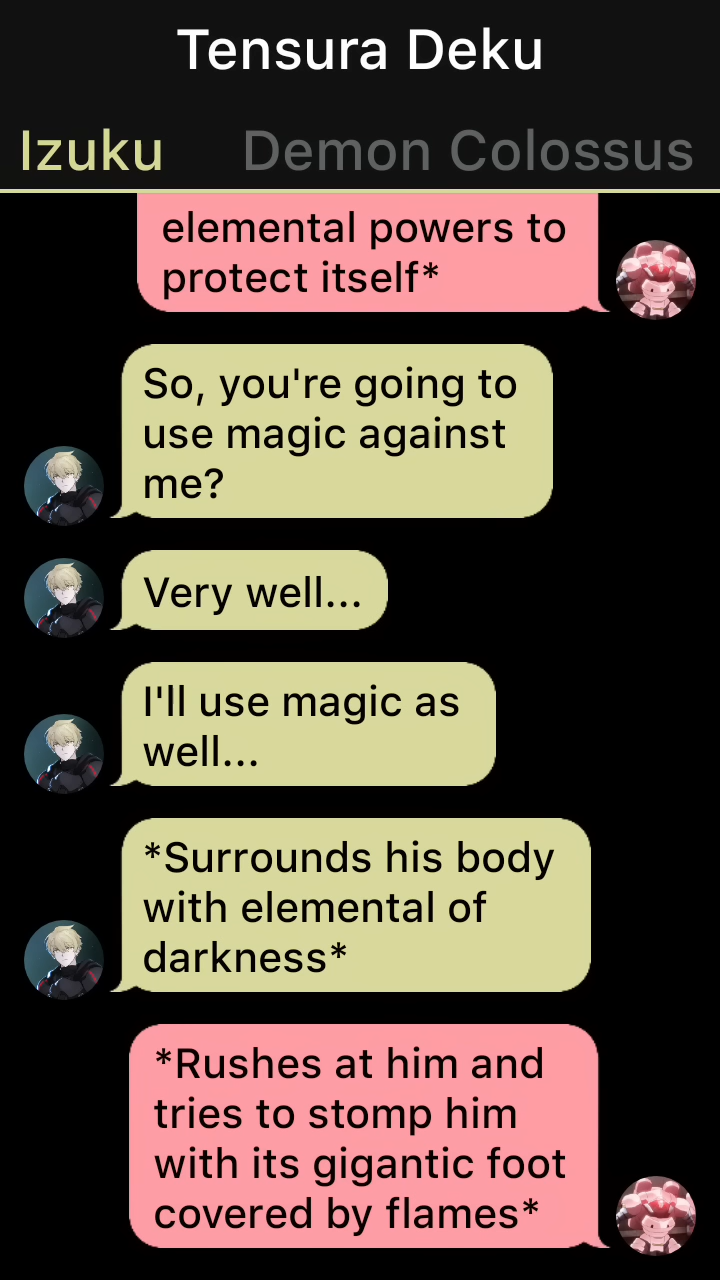 Tensura Deku
Izuku
Demon Colossus
elemental powers to
protect itself*
So, you're going to
use magic against
me?
Very well...
I'll use magic as
well...
*Surrounds his body
with elemental of
darkness*
*Rushes at him and
tries to stomp him
with its gigantic foot
covered by flames*